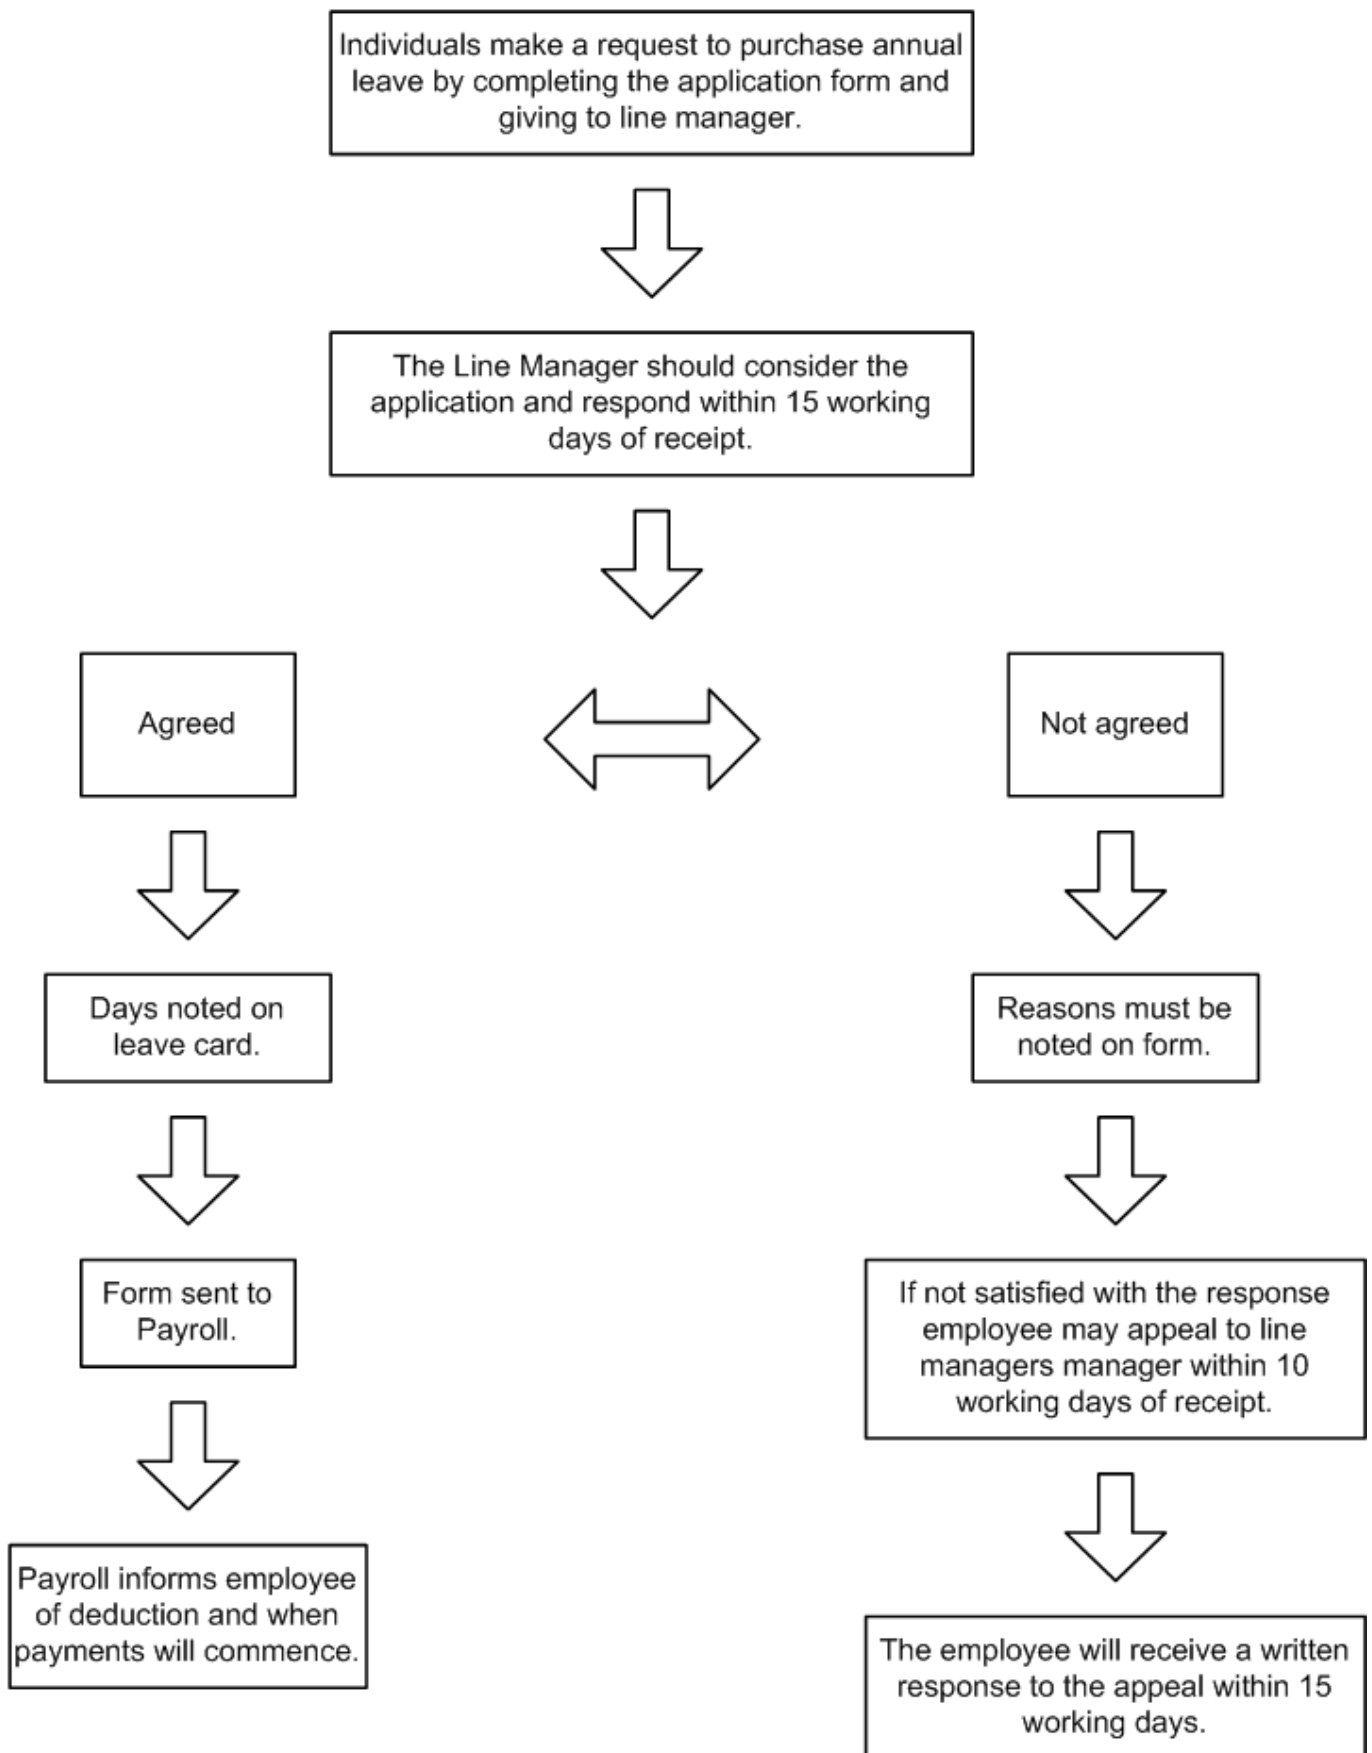 Individuals make a request to purchase annual
leave by completing the application form and
giving to line manager.
The Line Manager should consider the
application and respond within 15 working
days of receipt.
Agreed
Not agreed
Days noted on
leave card.
Reasons must be
noted on form.
Form sent to
Payroll.
If not satisfied with the response
employee may appeal to line
managers manager within 10
working days of receipt.
Payroll informs employee
of deduction and when
payments will commence.
The employee will receive a written
response to the appeal within 15
working days.